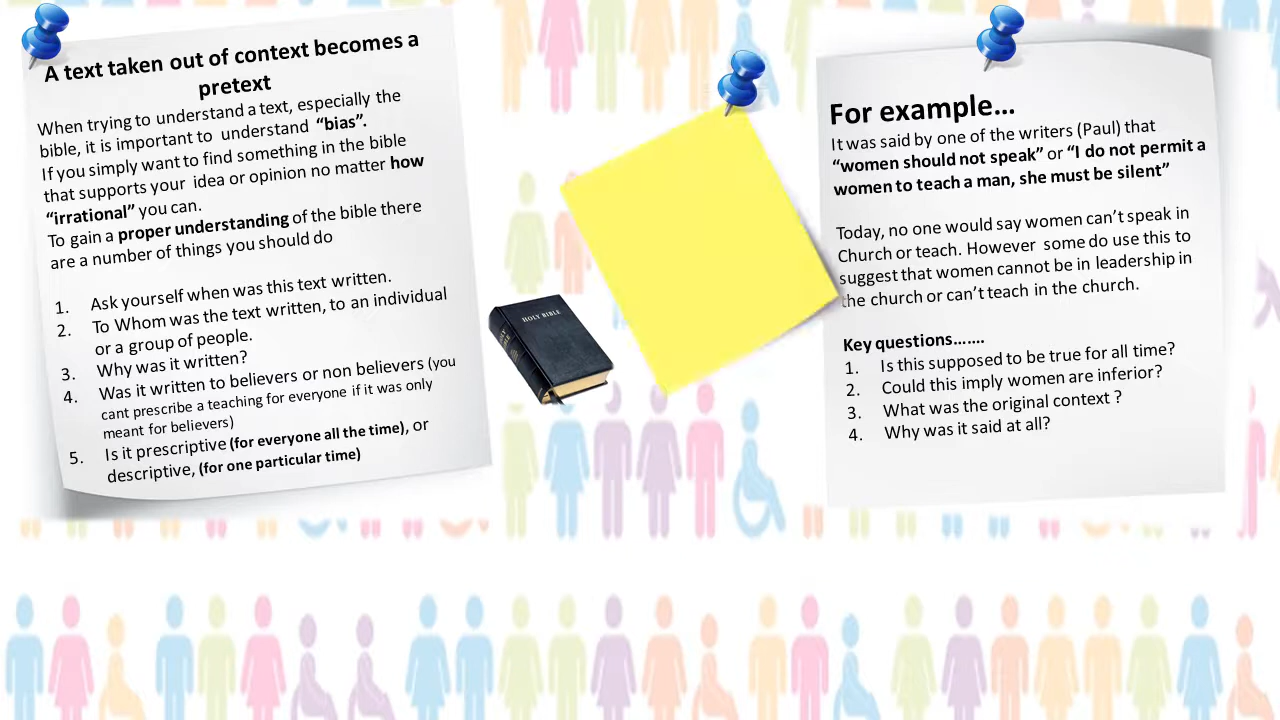 A text taken out of context becomes a
pretext
When trying to understand a text, especially the
bible, it is important to understand “bias”.
If you simply want to find something in the bible
that supports your idea or opinion no matter how
“irrational” you can.
To gain a proper understanding of the bible there
are a number of things you should do
1. Ask yourself when was this text written.
2. To Whom was the text written, to an individual
or a group of people.
3. Why was it written?
4. Was it written to believers or non believers (you
cant prescribe a teaching for everyone if it was only
meant for believers)
5. Is it prescriptive (for everyone all the time), or
descriptive, (for one particular time)
HOLY BIBLE
For example…
It was said by one of the writers (Paul) that
“women should not speak” or “I do not permit a
women to teach a man, she must be silent”
Today, no one would say women can’t speak in
Church or teach. However some do use this to
suggest that women cannot be in leadership in
the church or can’t teach in the church.
Key questions…….
1. Is this supposed to be true for all time?
2. Could this imply women are inferior?
3. What was the original context ?
4. Why was it said at all?